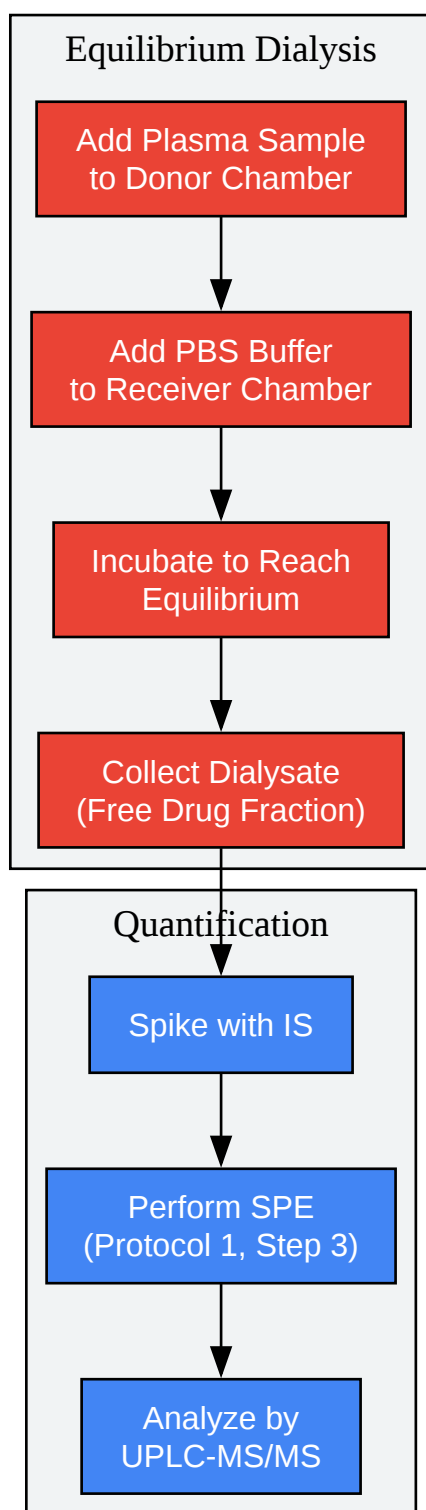 Equilibrium Dialysis
Add Plasma Sample
to Donor Chamber
Add PBS Buffer
to Receiver Chamber
Incubate to Reach
Equilibrium
Collect Dialysate
(Free Drug Fraction)
Quantification
Spike with IS
Perform SPE
(Protocol 1, Step 3)
Analyze by
UPLC-MS/MS